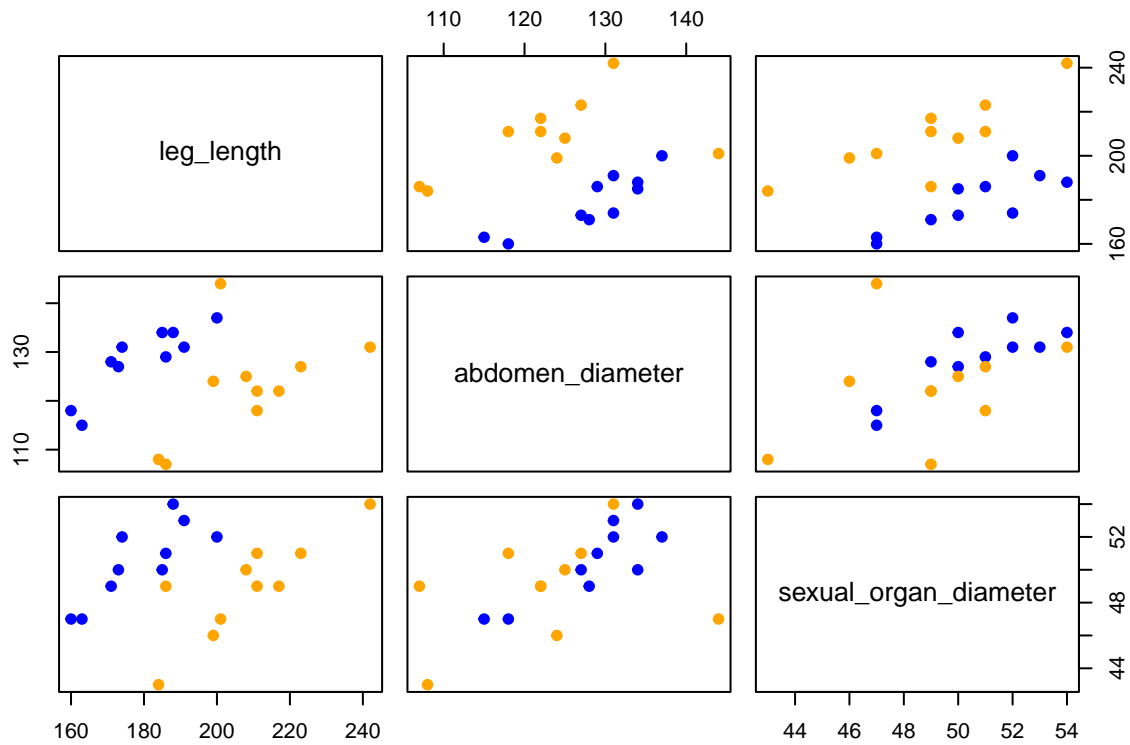 110 120 130 140
leg_length
160 200 240
110 130
abdomen_diameter
sexual_organ_diameter
44 48 52
160 180 200 220 240
44 46 48 50 52 54